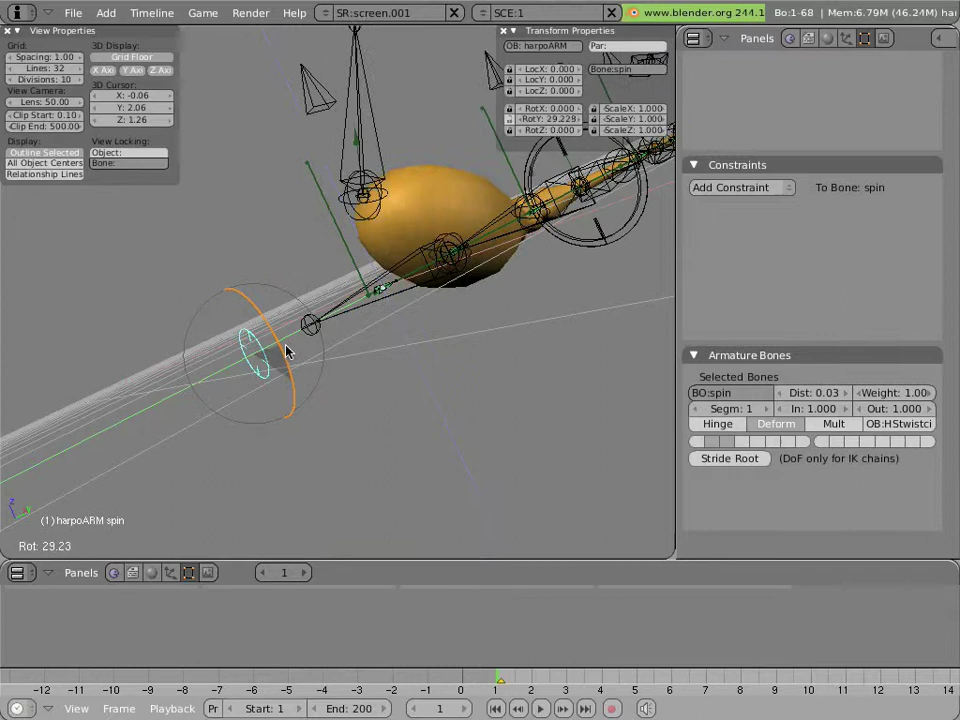 File Add Timeline Game Render Help SR:screen.001 SCE:1 www.blender.org 244.1 Bo:1-68 | Mem:6.79M (46.24M) ha
View Properties
Grid:
Spacing: 1.00
Lines: 32
Divisions: 10
View Camera:
Lens: 50.00
Clip Start: 0.10
Clip End: 500.00
Display:
Outline Selected
All Object Centers
Relationship Lines
3D Display:
Grid Floor
X Axi Y Axi Z Axi
3D Cursor:
X: -0.06
Y: 2.06
Z: 1.26
View Locking:
Object:
Bone:
Transform Properties
OB: harpoARM Par:
LocX: 0.000 Bone:spin
LocY: 0.000
LocZ: 0.000
RotX: 0.000 ScaleX: 1.000
RotY: 29.228 ScaleY: 1.000
RotZ: 0.000 ScaleZ: 1.000
Panels
Constraints
Add Constraint To Bone: spin
Armature Bones
Selected Bones
BO:spin Dist: 0.03 Weight: 1.00
Segm: 1 In: 1.000 Out: 1.000
Hinge Deform Mult OB:HStwistci
Stride Root (DoF only for IK chains)
z
(1) harpoARM spin
Rot: 29.23
Panels 1
-12 -11 -10 -9 -8 -7 -6 -5 -4 -3 -2 -1 0 1 2 3 4 5 6 7 8 9 10 11 12 13 14
View Frame Playback Pr Start: 1 End: 200 1